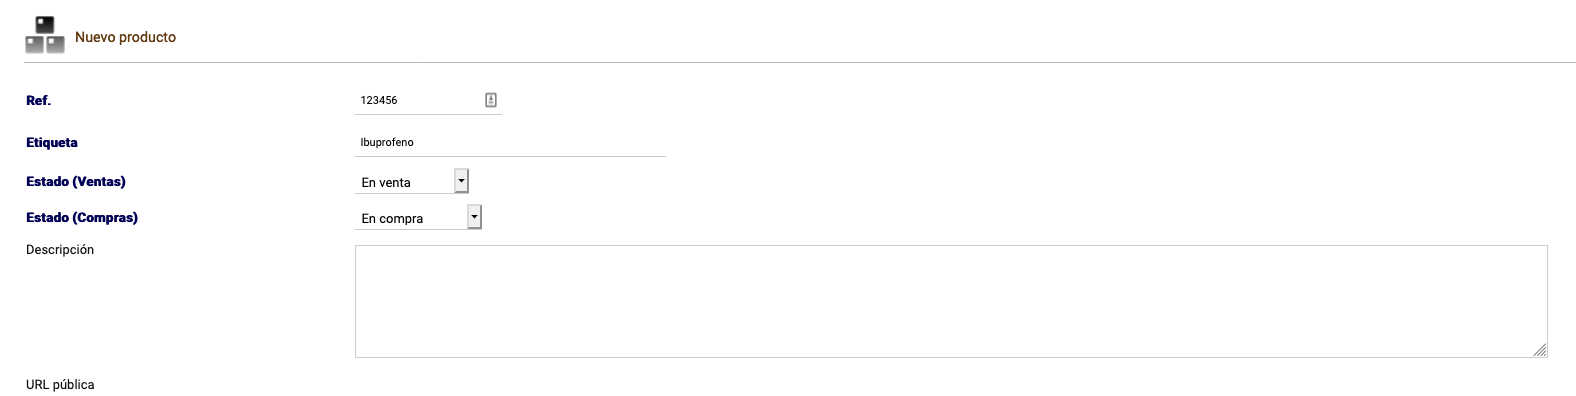 Nuevo producto
Ref. 123456
Etiqueta Ibuprofeno
Estado (Ventas) En venta
Estado (Compras) En compra
Descripción
URL pública